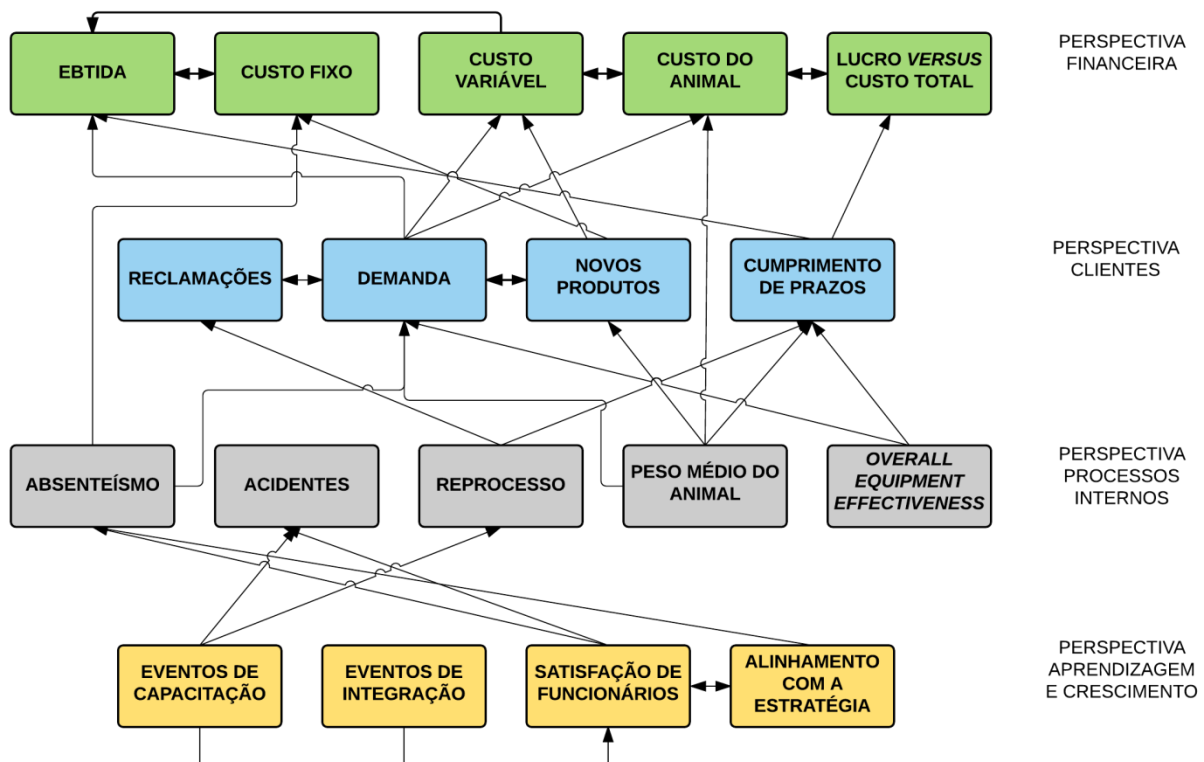 EBTIDA
CUSTO FIXO
CUSTO
VARIÁVEL
CUSTO DO
ANIMAL
LUCRO VERSUS
CUSTO TOTAL
PERSPECTIVA
FINANCEIRA
RECLAMAÇÕES
DEMANDA
NOVOS
PRODUTOS
CUMPRIMENTO
DE PRAZOS
PERSPECTIVA
CLIENTES
ABSENTEÍSMO
ACIDENTES
REPROCESSO
PESO MÉDIO DO
ANIMAL
OVERALL
EQUIPMENT
EFFECTIVENESS
PERSPECTIVA
PROCESSOS
INTERNOS
EVENTOS DE
CAPACITAÇÃO
EVENTOS DE
INTEGRAÇÃO
SATISFAÇÃO DE
FUNCIONÁRIOS
ALINHAMENTO
COM A
ESTRATÉGIA
PERSPECTIVA
APRENDIZAGEM
E CRESCIMENTO